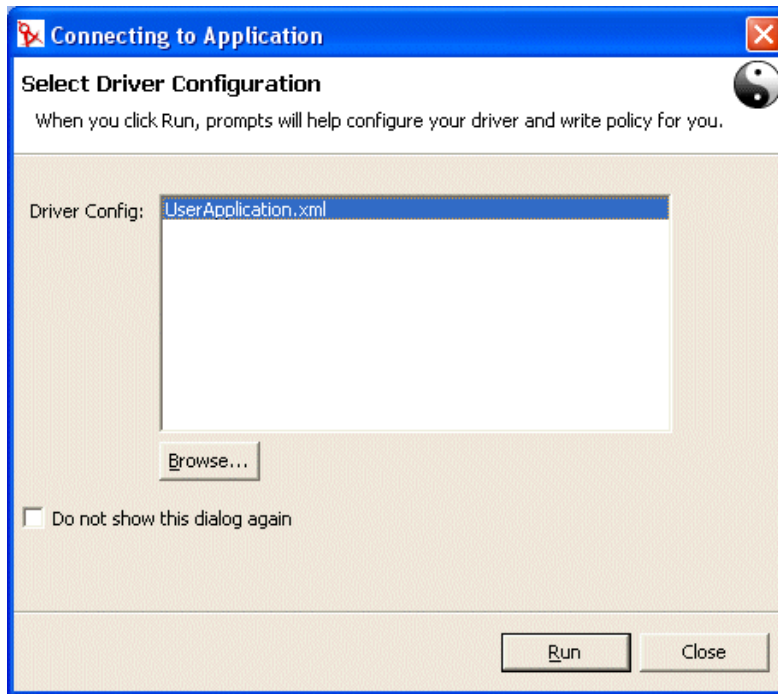 Connecting to Application
Select Driver Configuration
When you click Run, prompts will help configure your driver and write policy for you.
Driver Config:
UserApplication.xml
Browse...
Do not show this dialog again
Run
Close